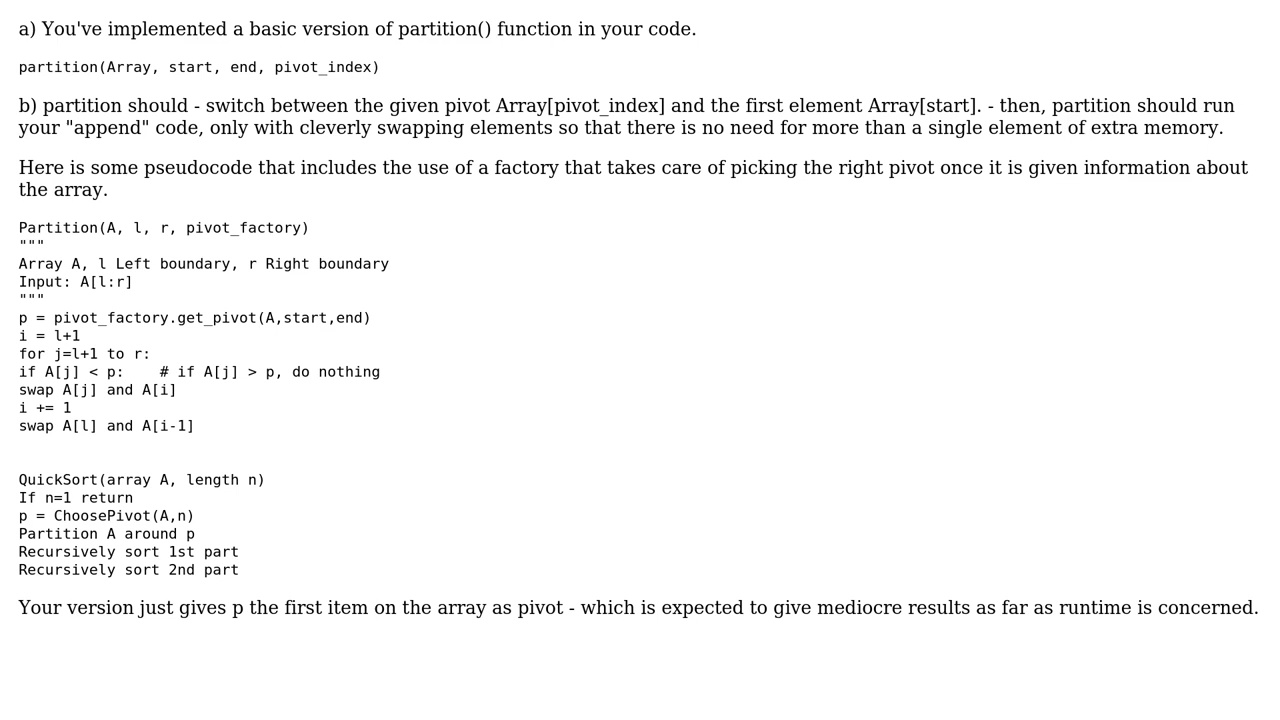 a) You've implemented a basic version of partition() function in your code.
partition(Array, start, end, pivot_index)
b) partition should - switch between the given pivot Array[pivot_index] and the first element Array[start]. - then, partition should run
your "append" code, only with cleverly swapping elements so that there is no need for more than a single element of extra memory.
Here is some pseudocode that includes the use of a factory that takes care of picking the right pivot once it is given information about
the array.
Partition(A, l, r, pivot_factory)
"""
Array A, l Left boundary, r Right boundary
Input: A[l:r]
"""
p = pivot_factory.get_pivot(A,start,end)
i = l+1
for j=l+1 to r:
if A[j] < p:    # if A[j] > p, do nothing
swap A[j] and A[i]
i += 1
swap A[l] and A[i-1]
QuickSort(array A, length n)
If n=1 return
p = ChoosePivot(A,n)
Partition A around p
Recursively sort 1st part
Recursively sort 2nd part
Your version just gives p the first item on the array as pivot - which is expected to give mediocre results as far as runtime is concerned.